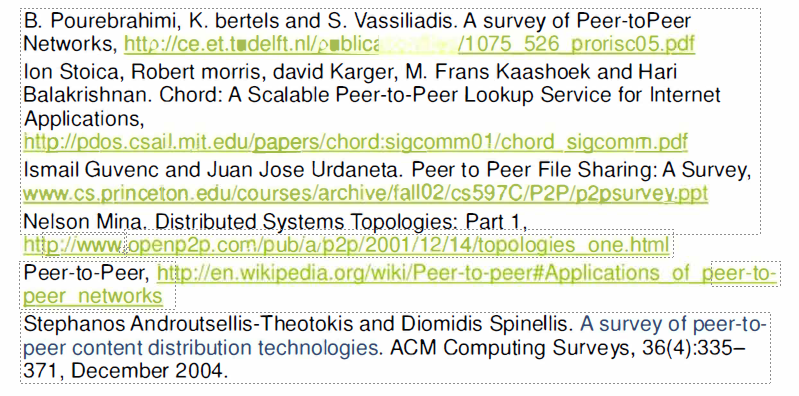 B. Pourebrahimi, K. bertels and S. Vassiliadis. A survey of Peer-toPeer
Networks, http://ce.et.tudelft.nl/ /1075_526_prorisc05.pdf
Ion Stoica, Robert morris, david Karger, M. Frans Kaashoek and Hari
Balakrishnan. Chord: A Scalable Peer-to-Peer Lookup Service for Internet
Applications,
http://pdos.csail.mit.edu/papers/chord:sigcomm01/chord_sigcomm.pdf
Ismail Guvenc and Juan Jose Urdaneta. Peer to Peer File Sharing: A Survey,
www.cs.princeton.edu/courses/archive/fall02/cs597C/P2P/p2psurvey.ppt
Nelson Mina. Distributed Systems Topologies: Part 1,
http://www.openp2p.com/pub/a/p2p/2001/12/14/topologies_one.html
Peer-to-Peer, http://en.wikipedia.org/wiki/Peer-to-peer#Applications_of_peer-to-
peer_networks
Stephanos Androutsellis-Theotokis and Diomidis Spinellis. A survey of peer-to-
peer content distribution technologies. ACM Computing Surveys, 36(4):335–
371, December 2004.